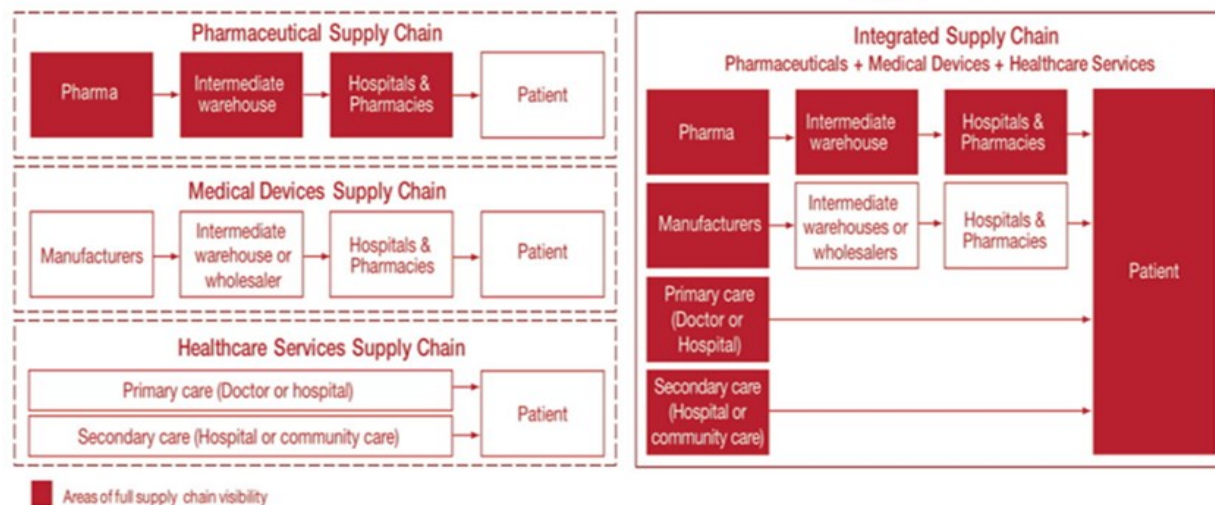 Pharmaceutical Supply Chain
Pharma
Intermediate
warehouse
Hospitals &
Pharmacies
Patient
Medical Devices Supply Chain
Manufacturers
Intermediate
warehouse or
wholesaler
Hospitals &
Pharmacies
Patient
Healthcare Services Supply Chain
Primary care (Doctor or hospital)
Secondary care (Hospital or community care)
Patient
Areas of full supply chain visibility
Integrated Supply Chain
Pharmaceuticals + Medical Devices + Healthcare Services
Pharma
Intermediate
warehouse
Hospitals &
Pharmacies
Manufacturers
Intermediate
warehouses or
wholesalers
Hospitals &
Pharmacies
Primary care
(Doctor or
Hospital)
Secondary care
(Hospital or
community care)
Patient